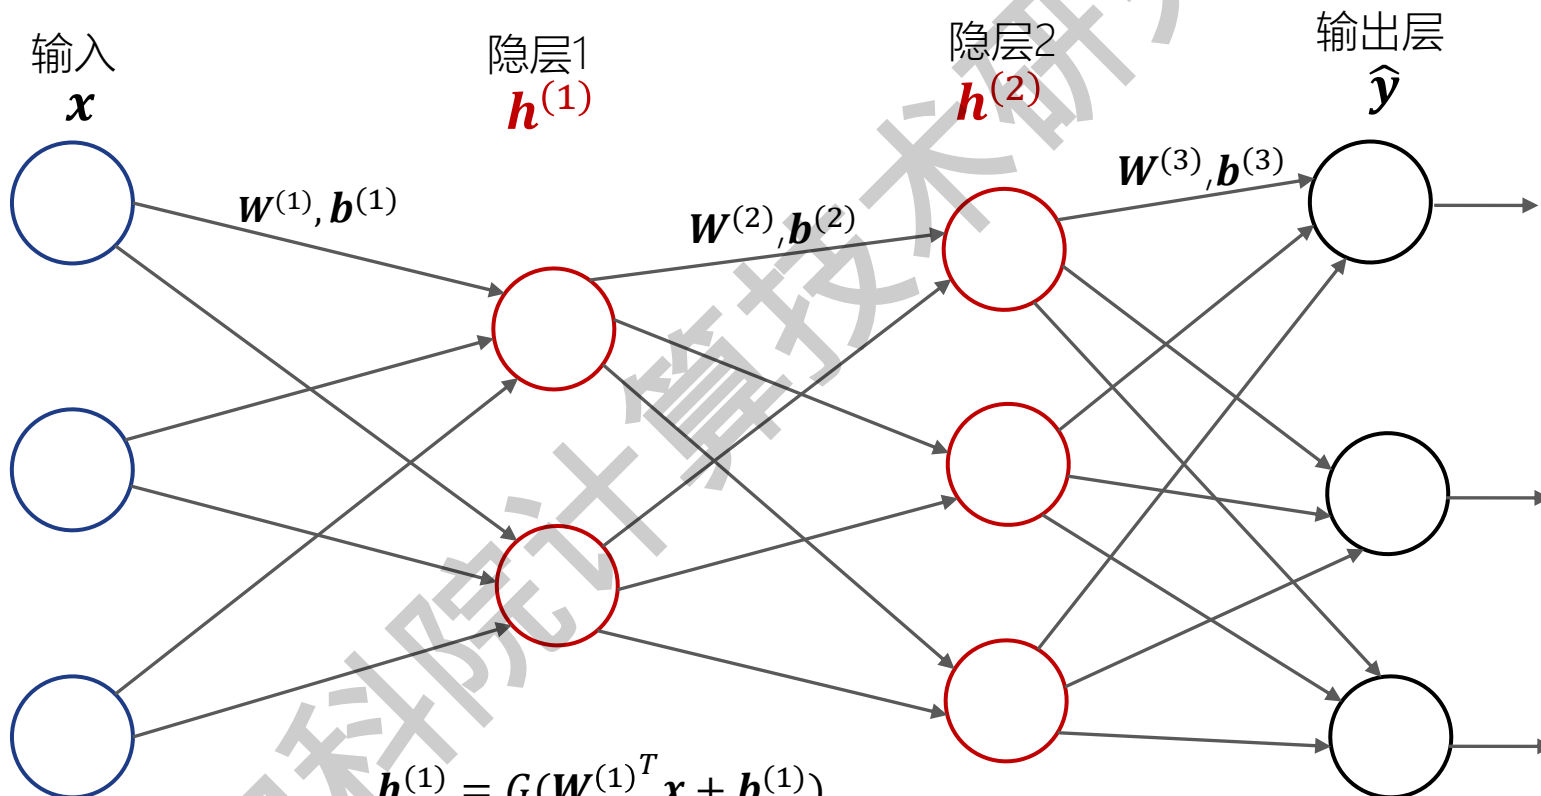 输入
x
隐层1
h^(1)
隐层2
h^(2)
输出层
ŷ
W^(1), b^(1)
W^(2), b^(2)
W^(3), b^(3)
h^(1) = G(W^(1)^T x + b^(1))
科院计算技术研